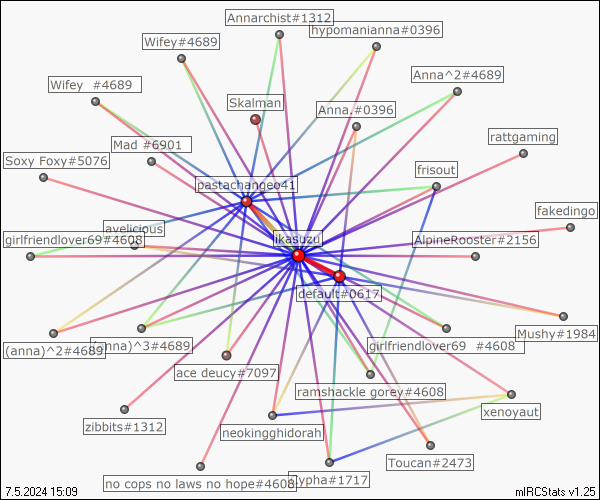 Annarchist#1312
hypomanianna#0396
Wifey#4689
Anna^2#4689
Wifey #4689
Skalman
Anna.#0396
Mad #6901
rattgaming
Soxy Foxy#5076
frisout
pastachangeo41
fakedingo
avelicious
girlfriendlover69#4608
ikasuzu
AlpineRooster#2156
default#0617
Mushy#1984
(anna)^2#4689
(anna)^3#4689
girlfriendlover69 #4608
ace deucy#7097
ramshackle gorey#4608
zibbits#1312
neokingghidorah
xenoyaut
Toucan#2473
no cops no laws no hope#4608
7.5.2024 15:09
mIRCStats v1.25